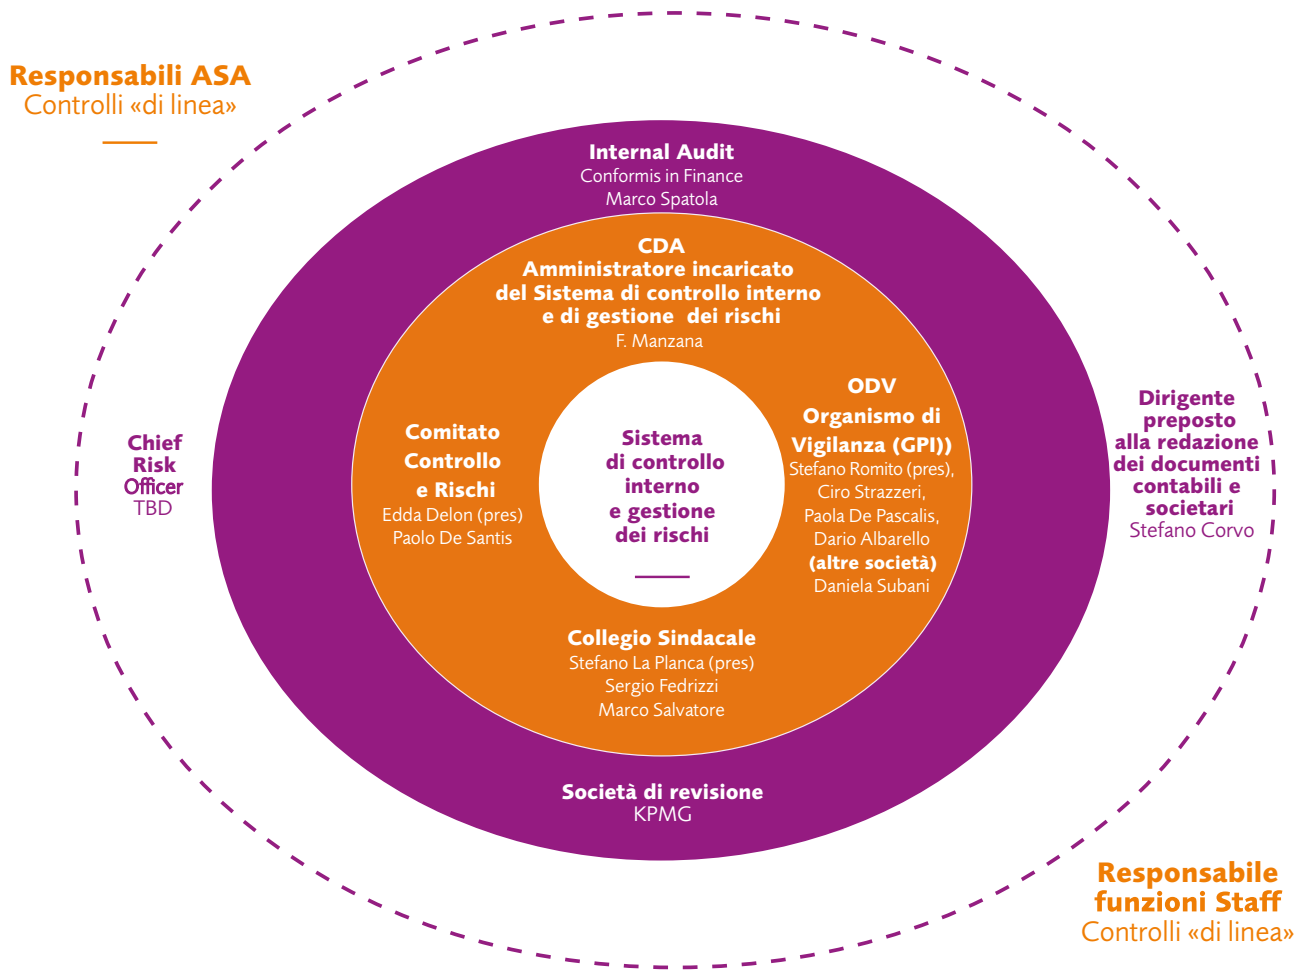 Responsabili ASA
Controlli «di linea»
Internal Audit
Conformis in Finance
Marco Spatola
CDA
Amministratore incaricato
del Sistema di controllo interno
e di gestione dei rischi
F. Manzana
Chief
Risk
Officer
TBD
Comitato
Controllo
e Rischi
Edda Delon (pres)
Paolo De Santis
Sistema
di controllo
interno
e gestione
dei rischi
ODV
Organismo di
Vigilanza (GPI))
Stefano Romito (pres),
Ciro Strazzeri,
Paola De Pascalis,
Dario Albarello
(altre società)
Daniela Subani
Dirigente
preposto
alla redazione
dei documenti
contabili e
societari
Stefano Corvo
Collegio Sindacale
Stefano La Planca (pres)
Sergio Fedrizzi
Marco Salvatore
Società di revisione
KPMG
Responsabile
funzioni Staff
Controlli «di linea»